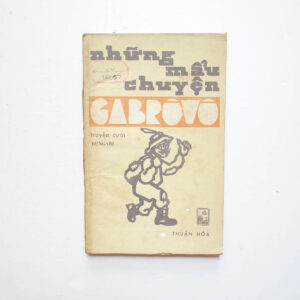 những
mẩu
chuyện
GABRÔVÔ
truyện cười
BUNGARI
THUẬN HÓA